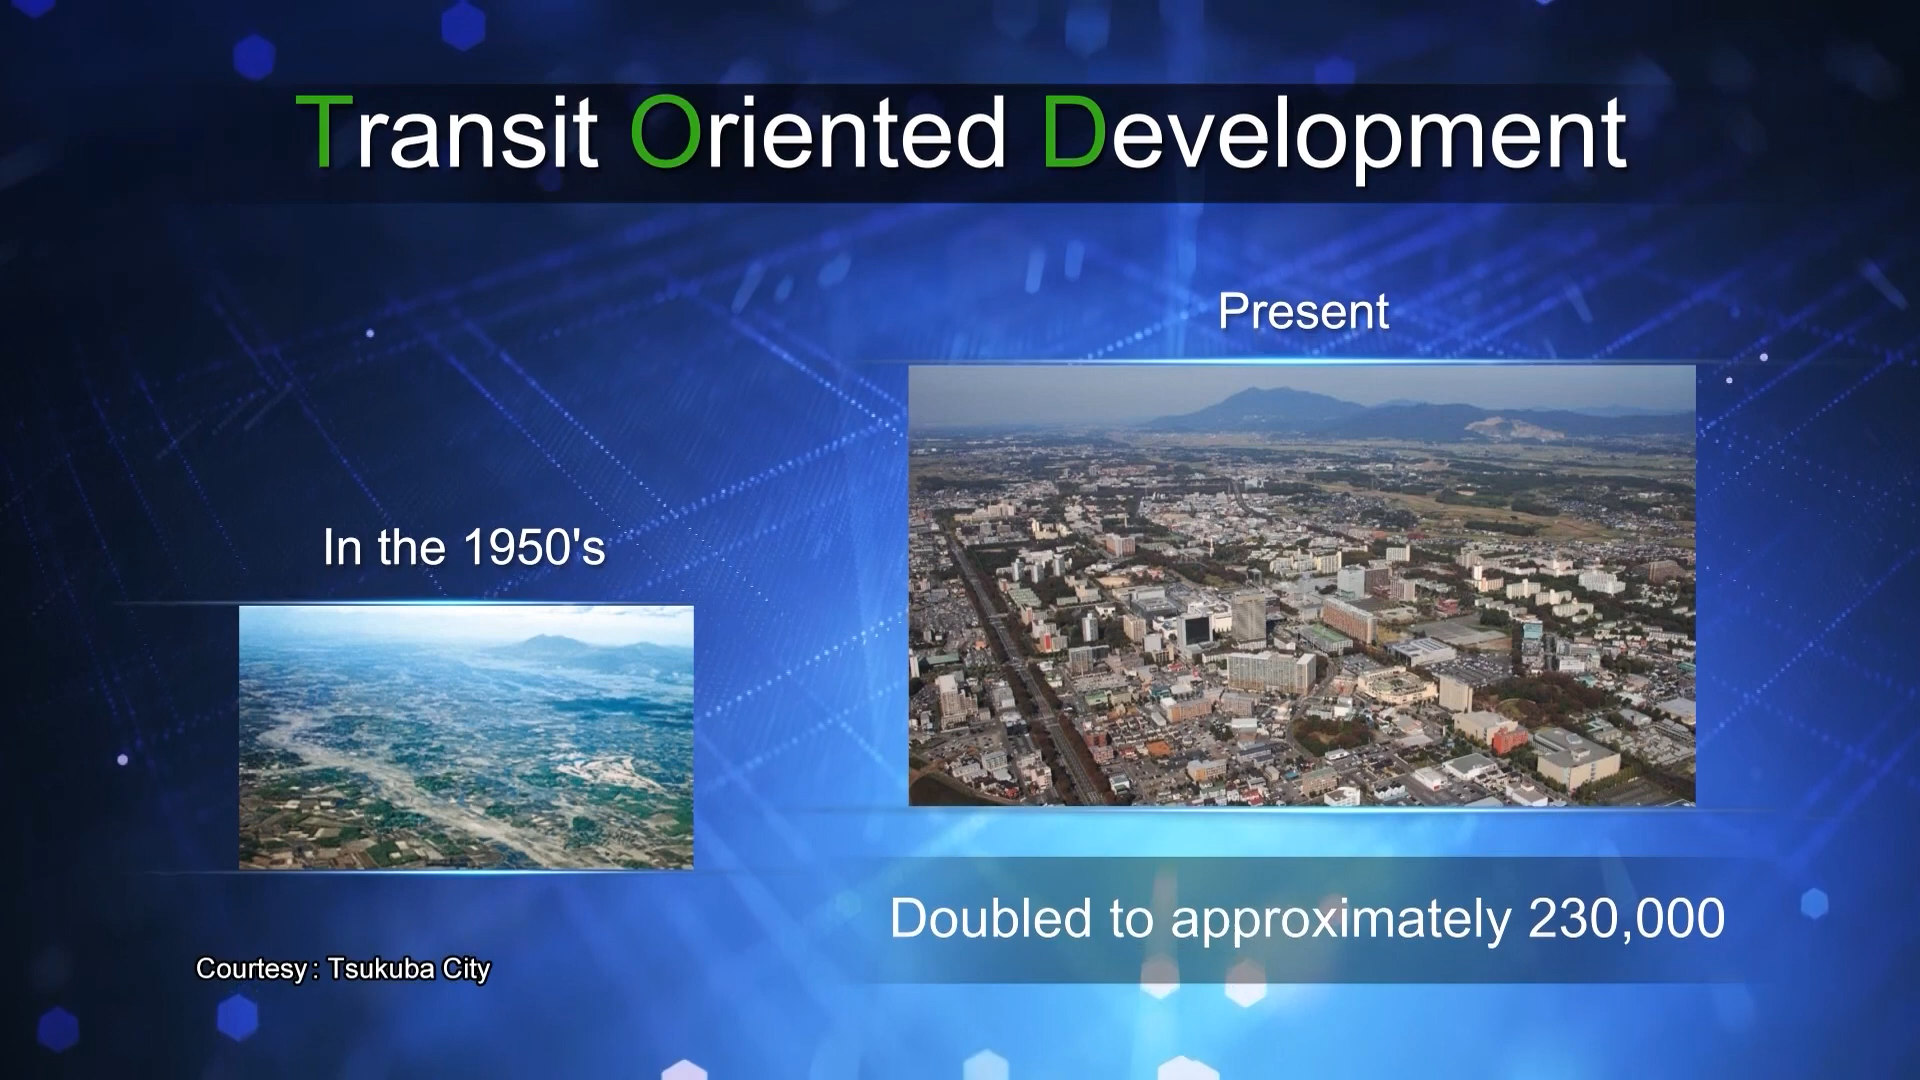 Transit Oriented Development
Present
In the 1950's
Doubled to approximately 230,000
Courtesy : Tsukuba City